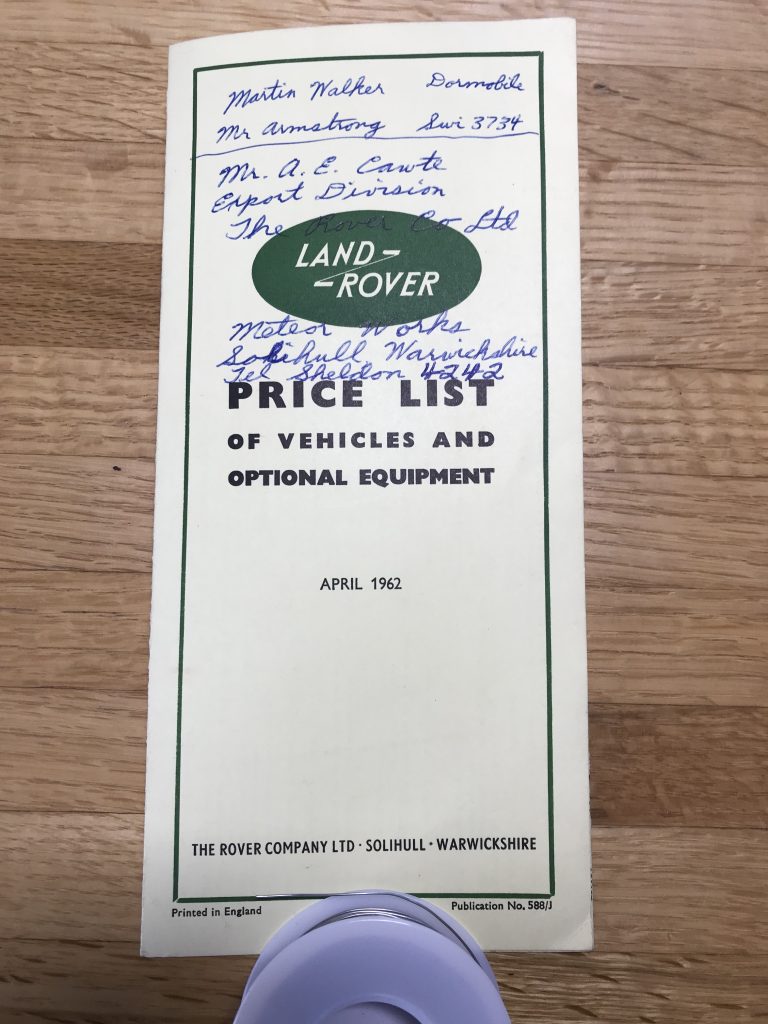 Martin Walker Dormobile
Mr Armstrong Swi 3734
Mr. A. E. Cawte
Export Division
The Rover Co Ltd
LAND-
-ROVER
Meteor Works
Solihull, Warwickshire
Tel Sheldon 4242
PRICE LIST
OF VEHICLES AND
OPTIONAL EQUIPMENT
APRIL 1962
THE ROVER COMPANY LTD · SOLIHULL · WARWICKSHIRE
Printed in England Publication No. 588/J